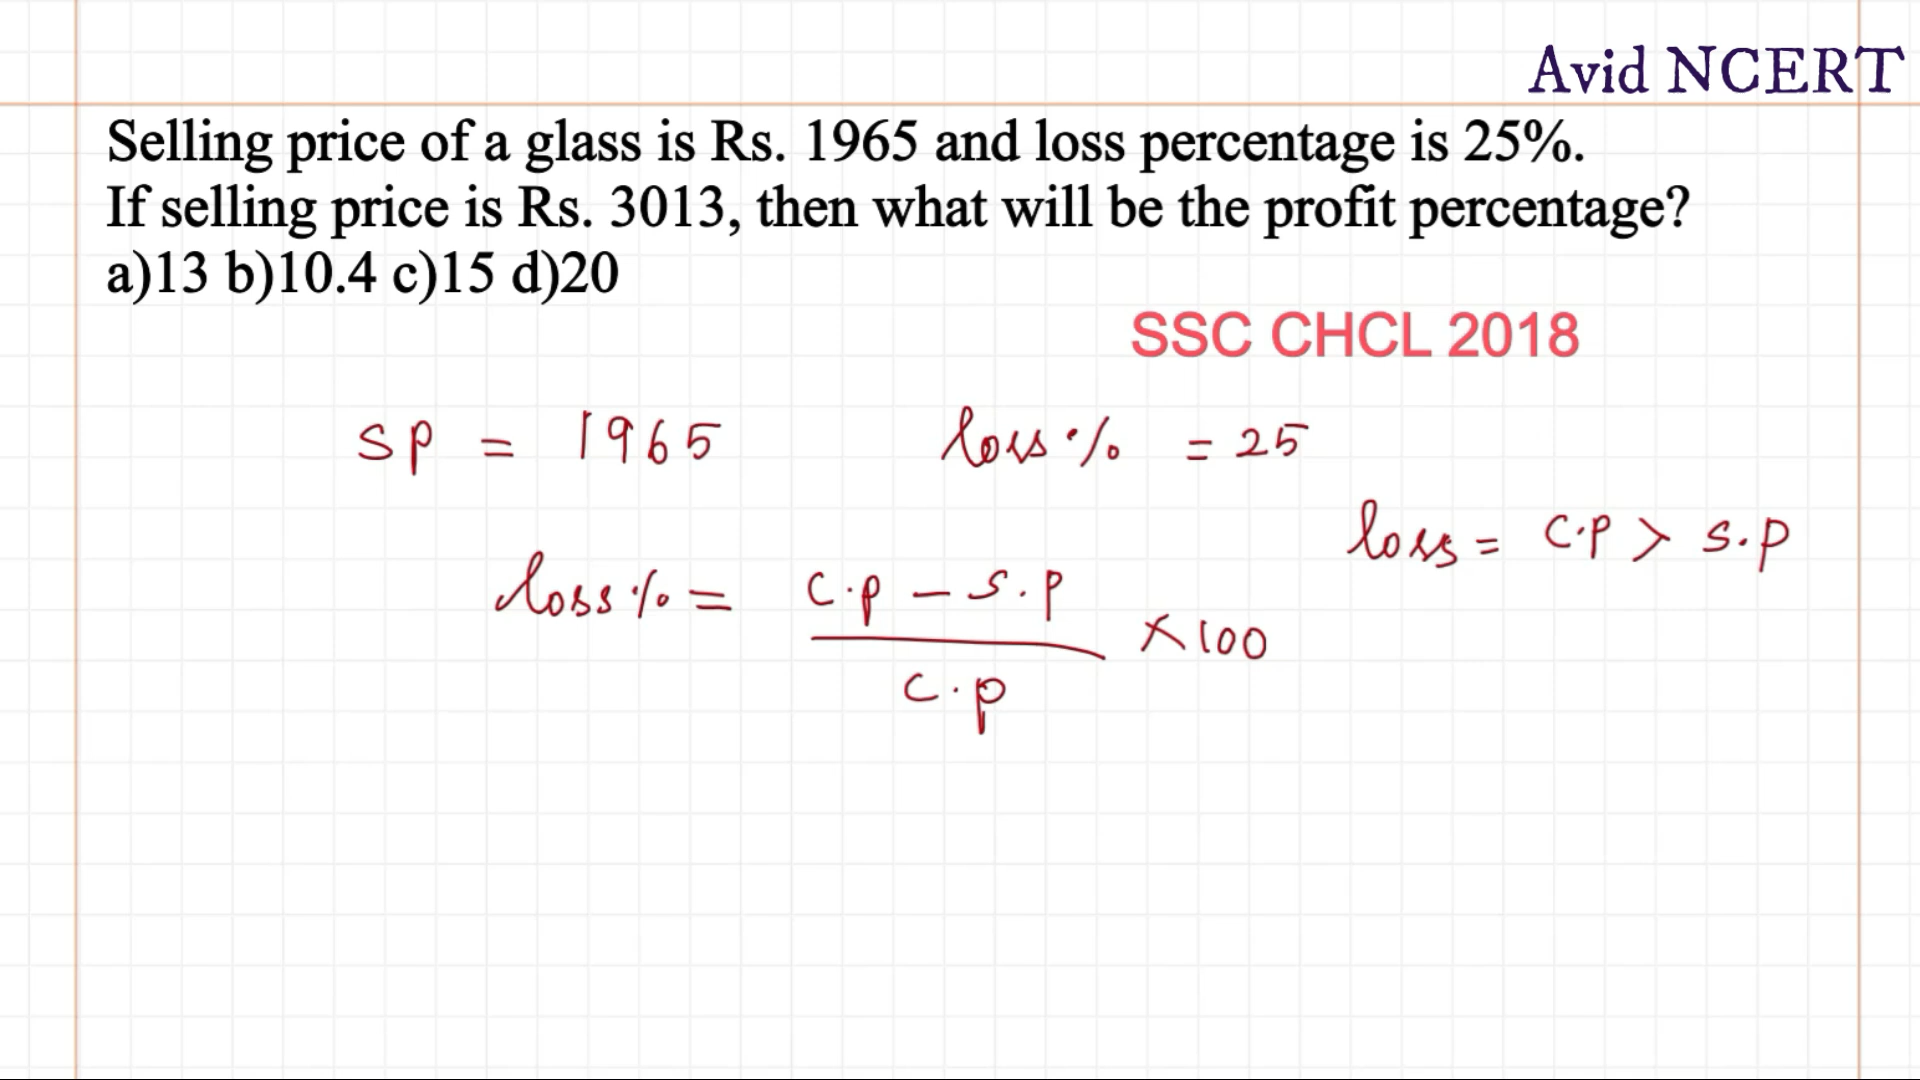 Avid NCERT
Selling price of a glass is Rs. 1965 and loss percentage is 25%.
If selling price is Rs. 3013, then what will be the profit percentage?
a)13 b)10.4 c)15 d)20
SSC CHCL 2018
SP = 1965 loss % = 25
loss = C.P > S.P
loss % = C.P - S.P / C.P × 100